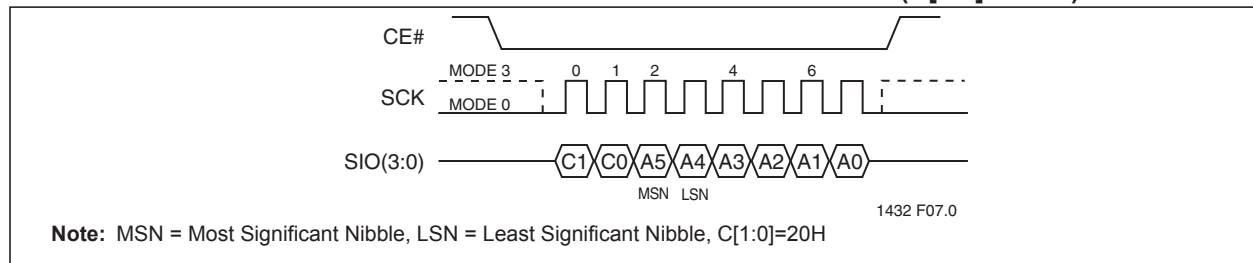 CE#
MODE 3 0 1 2 4 6
SCK
MODE 0
SIO(3:0) C1 C0 A5 A4 A3 A2 A1 A0
MSN LSN
1432 F07.0
Note: MSN = Most Significant Nibble, LSN = Least Significant Nibble, C[1:0]=20H